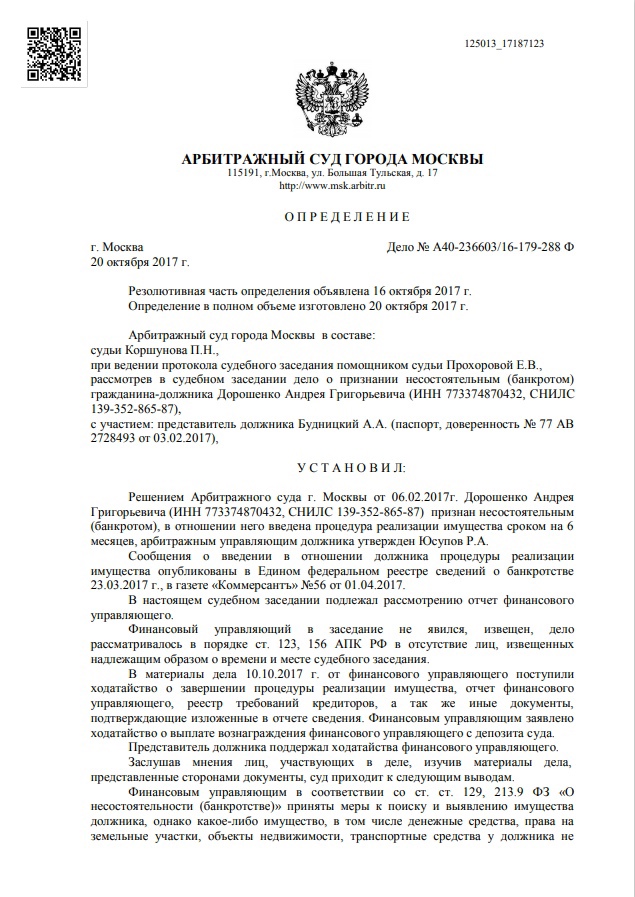 125013_17187123
АРБИТРАЖНЫЙ СУД ГОРОДА МОСКВЫ
115191, г.Москва, ул. Большая Тульская, д. 17
http://www.msk.arbitr.ru
О П Р Е Д Е Л Е Н И Е
г. Москва Дело № А40-236603/16-179-288 Ф
20 октября 2017 г.
Резолютивная часть определения объявлена 16 октября 2017 г.
Определение в полном объеме изготовлено 20 октября 2017 г.
Арбитражный суд города Москвы в составе:
судьи Коршунова П.Н.,
при ведении протокола судебного заседания помощником судьи Прохоровой Е.В.,
рассмотрев в судебном заседании дело о признании несостоятельным (банкротом)
гражданина-должника Дорошенко Андрея Григорьевича (ИНН 773374870432, СНИЛС
139-352-865-87),
с участием: представитель должника Будницкий А.А. (паспорт, доверенность № 77 АВ
2728493 от 03.02.2017),
У С Т А Н О В И Л:
Решением Арбитражного суда г. Москвы от 06.02.2017г. Дорошенко Андрея
Григорьевича (ИНН 773374870432, СНИЛС 139-352-865-87) признан несостоятельным
(банкротом), в отношении него введена процедура реализации имущества сроком на 6
месяцев, арбитражным управляющим должника утвержден Юсупов Р.А.
Сообщения о введении в отношении должника процедуры реализации
имущества опубликованы в Едином федеральном реестре сведений о банкротстве
23.03.2017 г., в газете «Коммерсантъ» №56 от 01.04.2017.
В настоящем судебном заседании подлежал рассмотрению отчет финансового
управляющего.
Финансовый управляющий в заседание не явился, извещен, дело
рассматривалось в порядке ст. 123, 156 АПК РФ в отсутствие лиц, извещенных
надлежащим образом о времени и месте судебного заседания.
В материалы дела 10.10.2017 г. от финансового управляющего поступили
ходатайство о завершении процедуры реализации имущества, отчет финансового
управляющего, реестр требований кредиторов, а так же иные документы,
подтверждающие изложенные в отчете сведения. Финансовым управляющим заявлено
ходатайство о выплате вознаграждения финансового управляющего с депозита суда.
Представитель должника поддержал ходатайства финансового управляющего.
Заслушав мнения лиц, участвующих в деле, изучив материалы дела,
представленные сторонами документы, суд приходит к следующим выводам.
Финансовым управляющим в соответствии со ст. ст. 129, 213.9 ФЗ «О
несостоятельности (банкротстве)» приняты меры к поиску и выявлению имущества
должника, однако какое-либо имущество, в том числе денежные средства, права на
земельные участки, объекты недвижимости, транспортные средства у должника не